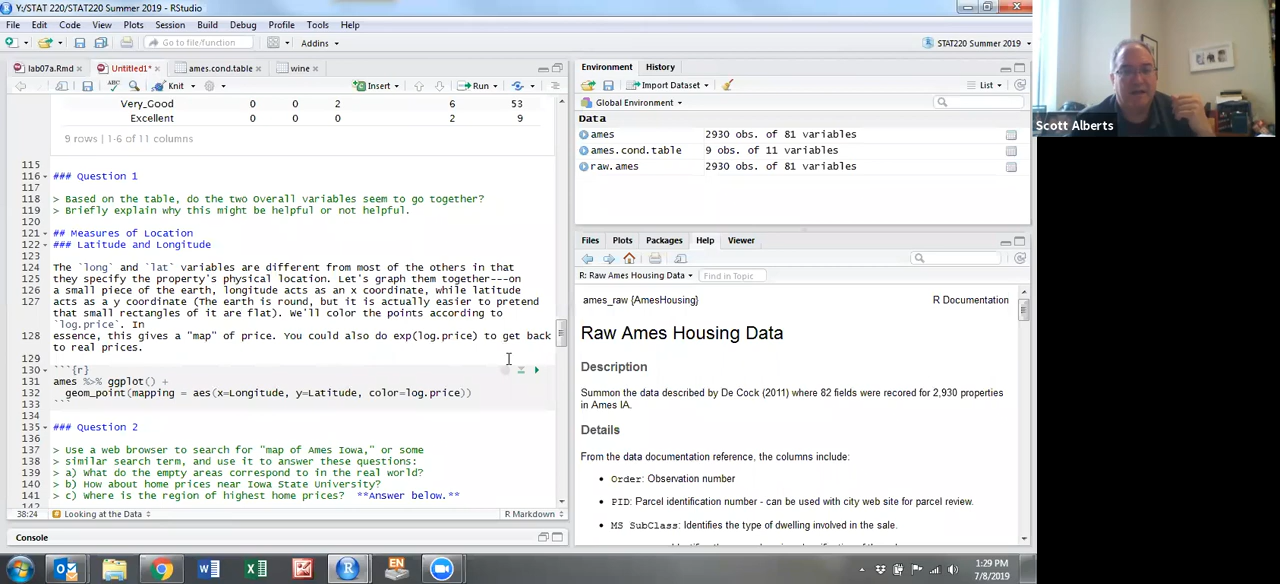 Y:/STAT 220/STAT220 Summer 2019 - RStudio
File Edit Code View Plots Session Build Debug Profile Tools Help
Go to file/function Addins
STAT220 Summer 2019
lab07a.Rmd Untitled1* ames.cond.table wine
Knit Insert Run
Very_Good 0 0 2 6 53
Excellent 0 0 0 2 9
9 rows | 1-6 of 11 columns
115
116 ### Question 1
117
118 > Based on the table, do the two Overall variables seem to go together?
119 > Briefly explain why this might be helpful or not helpful.
120
121 ## Measures of Location
122 ### Latitude and Longitude
123
124 The `long` and `lat` variables are different from most of the others in that
125 they specify the property's physical location. Let's graph them together---on
126 a small piece of the earth, longitude acts as an x coordinate, while latitude
127 acts as a y coordinate (The earth is round, but it is actually easier to pretend
that small rectangles of it are flat). We'll color the points according to
`log.price`. In
128 essence, this gives a "map" of price. You could also do exp(log.price) to get back
to real prices.
129
130 ```{r}
131 ames %>% ggplot() +
132 geom_point(mapping = aes(x=Longitude, y=Latitude, color=log.price))
133 ```
134
135 ### Question 2
136
137 > Use a web browser to search for "map of Ames Iowa," or some
138 > similar search term, and use it to answer these questions:
139 > a) What do the empty areas correspond to in the real world?
140 > b) How about home prices near Iowa State University?
141 > c) Where is the region of highest home prices? **Answer below.**
142
38:24 Looking at the Data R Markdown
Console
Environment History
Import Dataset List
Global Environment
Data
ames 2930 obs. of 81 variables
ames.cond.table 9 obs. of 11 variables
raw.ames 2930 obs. of 81 variables
Files Plots Packages Help Viewer
R: Raw Ames Housing Data Find in Topic
ames_raw {AmesHousing} R Documentation
Raw Ames Housing Data
Description
Summon the data described by De Cock (2011) where 82 fields were recored for 2,930 properties
in Ames IA.
Details
From the data documentation reference, the columns include:
• Order: Observation number
• PID: Parcel identification number - can be used with city web site for parcel review.
• MS SubClass: Identifies the type of dwelling involved in the sale.
Scott Alberts
EN
1:29 PM
7/8/2019